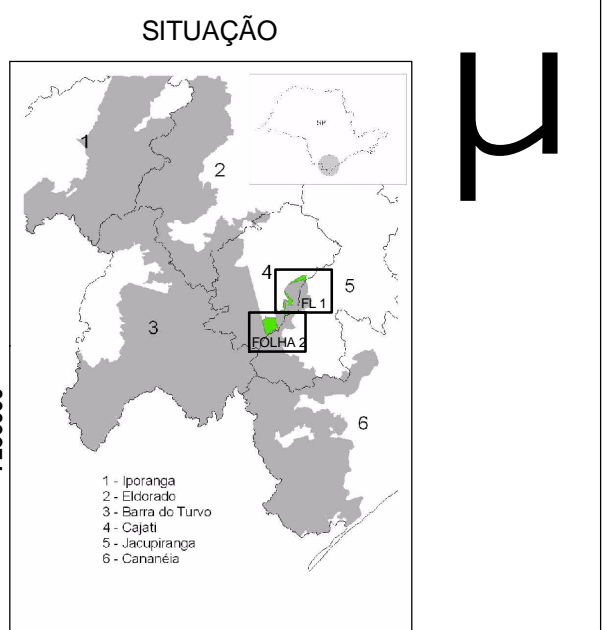 SITUAÇÃO
µ
SP
1
2
4
5
FL 1
3
FOLHA 2
6
1 - Iporanga
2 - Eldorado
3 - Barra do Turvo
4 - Cajati
5 - Jacupiranga
6 - Cananéia